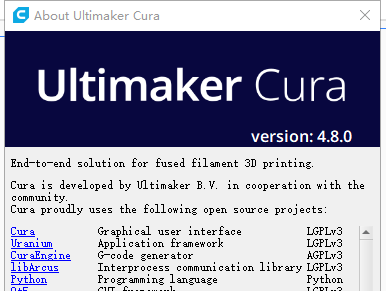 About Ultimaker Cura
Ultimaker Cura
version: 4.8.0
End-to-end solution for fused filament 3D printing.
Cura is developed by Ultimaker B.V. in cooperation with the
community.
Cura proudly uses the following open source projects:
Cura Graphical user interface LGPLv3
Uranium Application framework LGPLv3
CuraEngine G-code generator AGPLv3
libArcus Interprocess communication library LGPLv3
Python Programming language Python